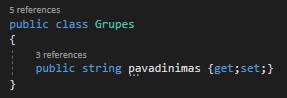 5 references
public class Grupes
{
3 references
public string pavadinimas {get;set;}
}